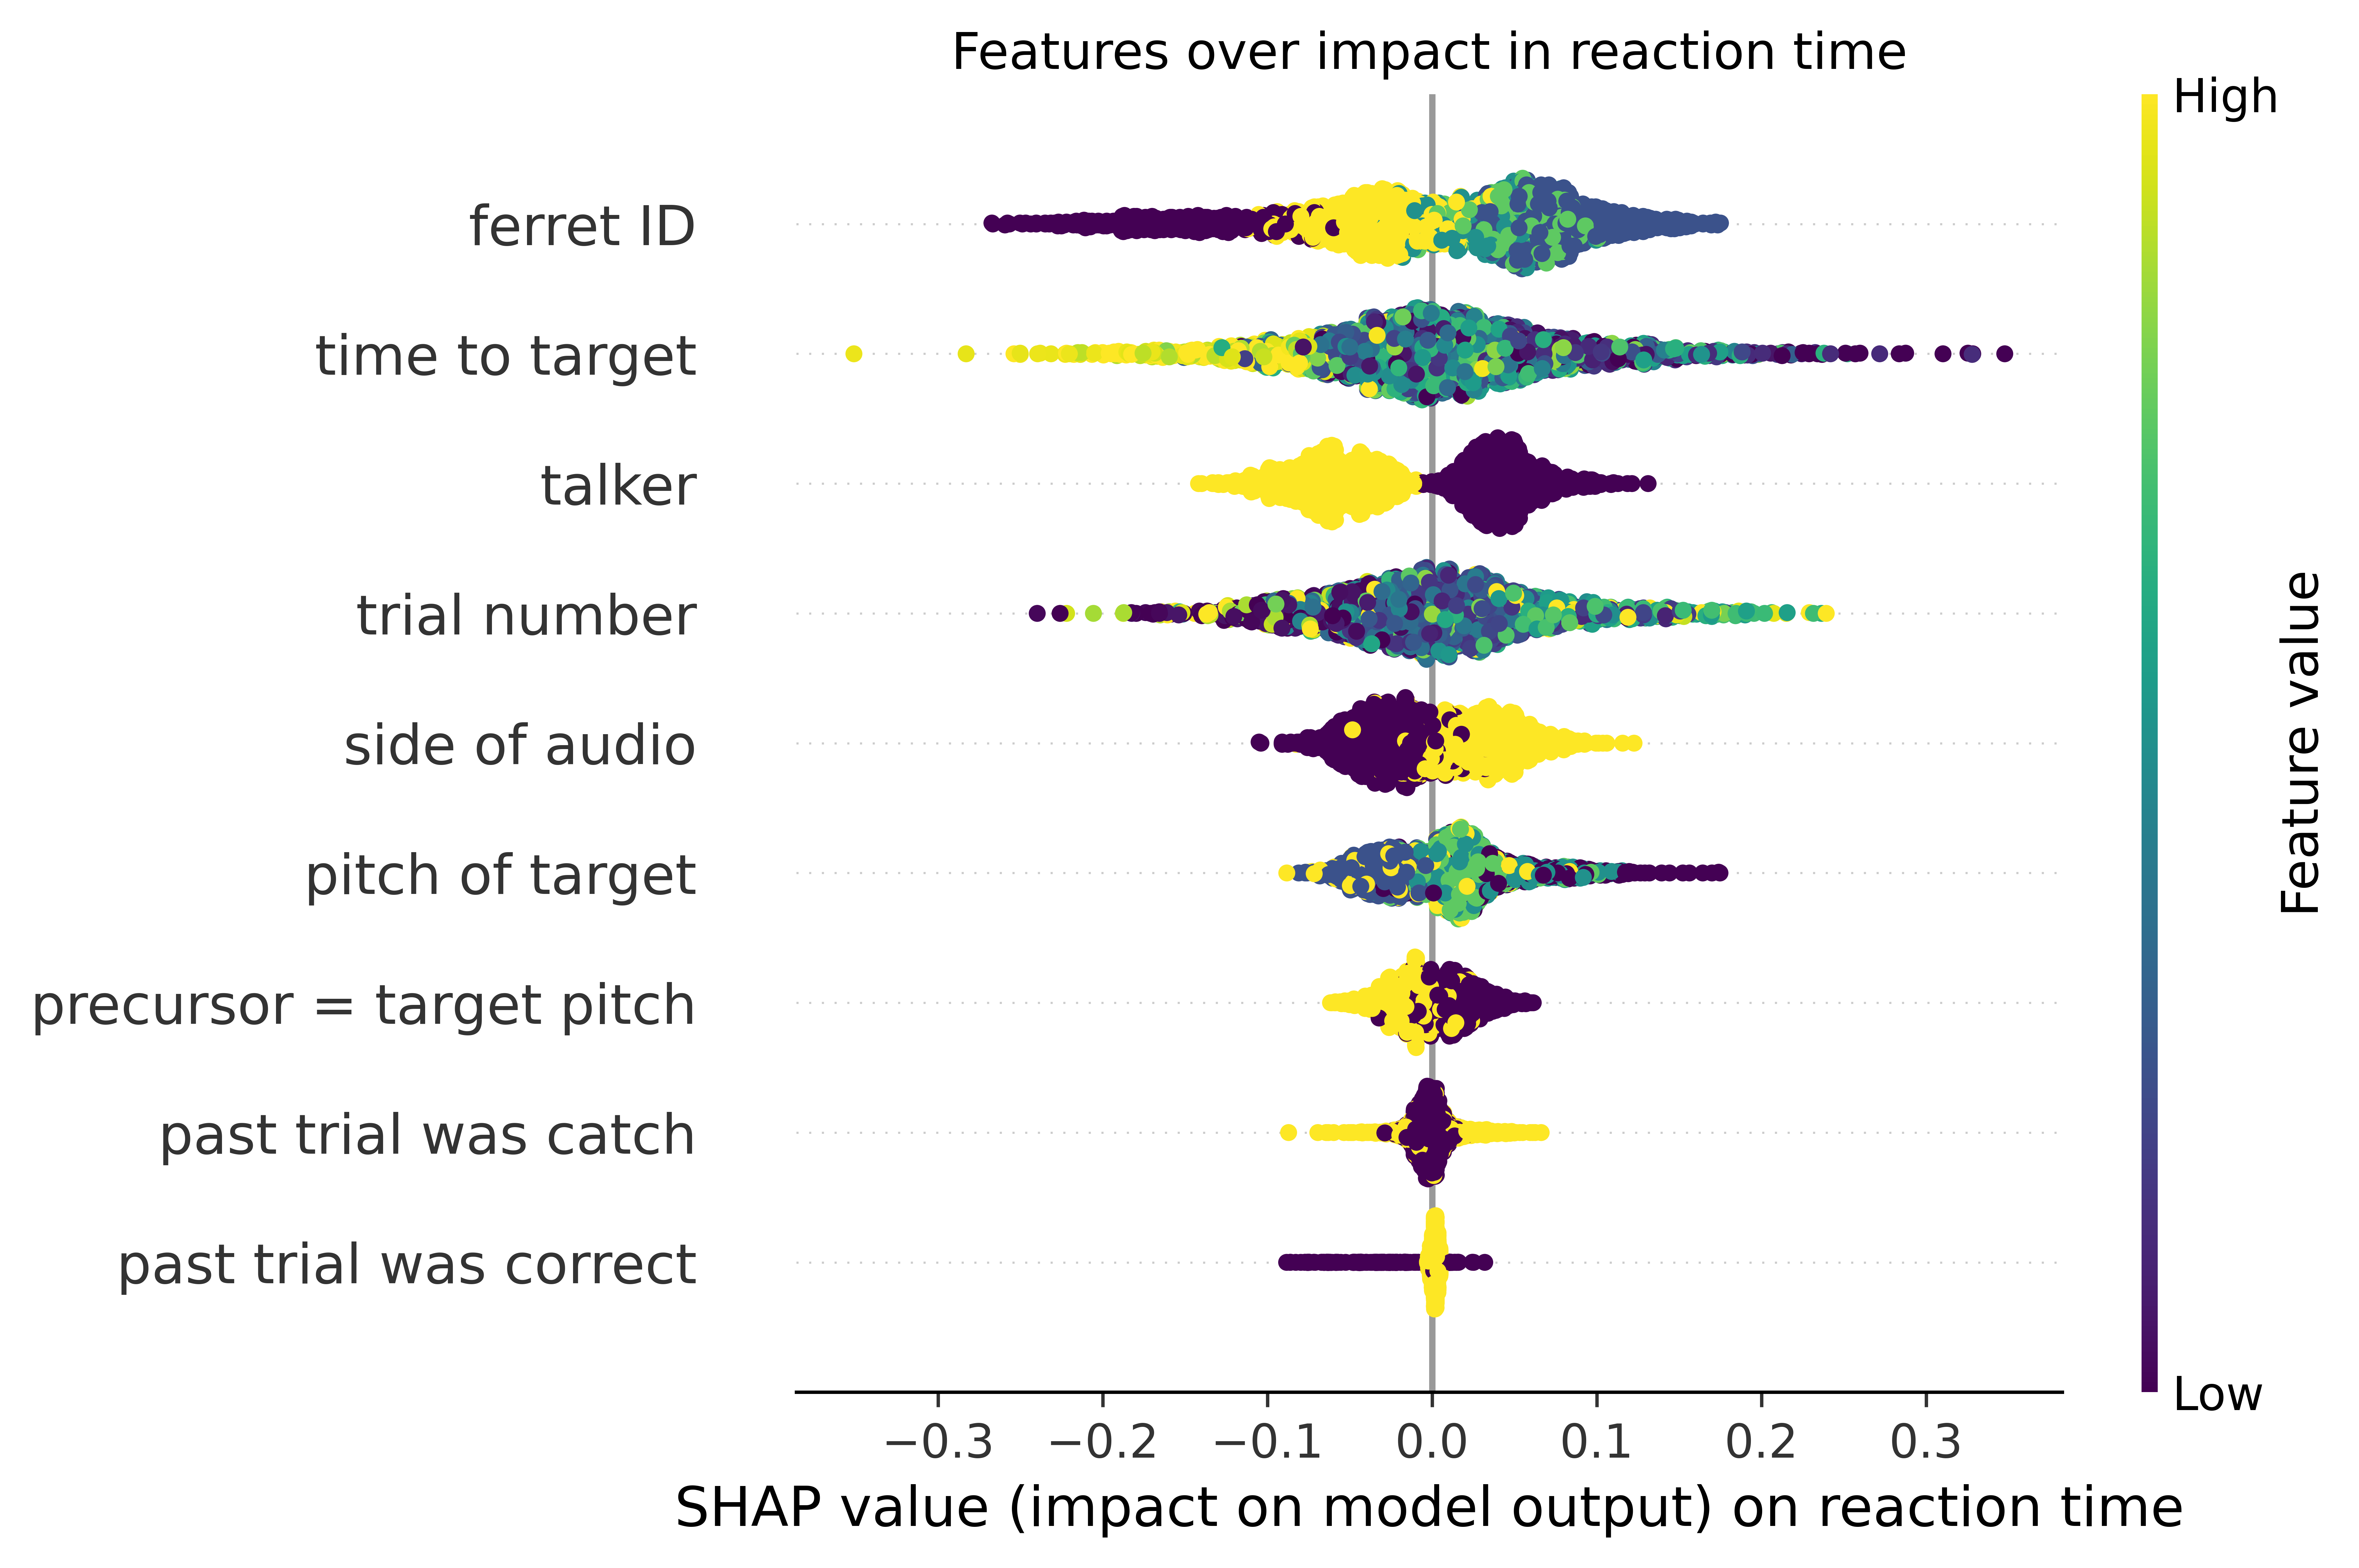 Features over impact in reaction time
High
ferret ID
time to target
talker
trial number
side of audio
pitch of target
precursor = target pitch
past trial was catch
past trial was correct
Feature value
Low
−0.3 −0.2 −0.1 0.0 0.1 0.2 0.3
SHAP value (impact on model output) on reaction time